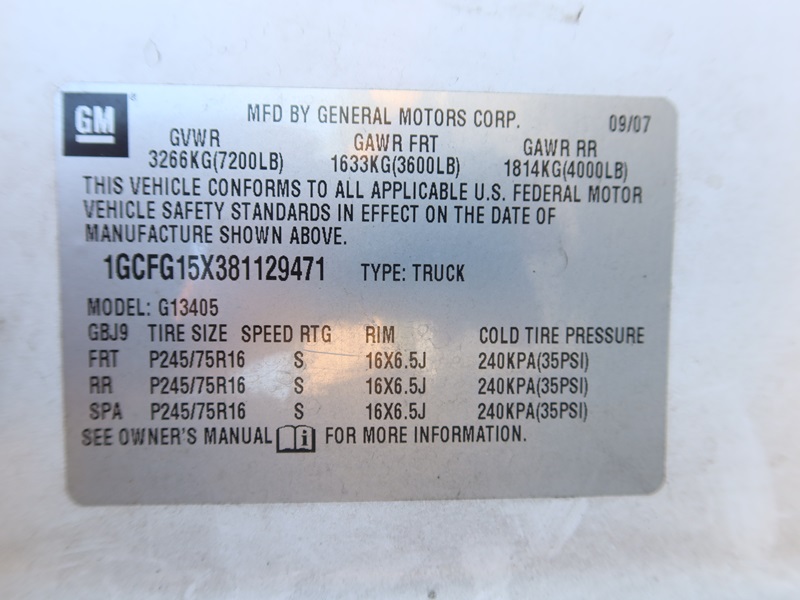 GM MFD BY GENERAL MOTORS CORP. 09/07
GVWR GAWR FRT GAWR RR
3266KG(7200LB) 1633KG(3600LB) 1814KG(4000LB)
THIS VEHICLE CONFORMS TO ALL APPLICABLE U.S. FEDERAL MOTOR
VEHICLE SAFETY STANDARDS IN EFFECT ON THE DATE OF
MANUFACTURE SHOWN ABOVE.
1GCFG15X381129471 TYPE: TRUCK
MODEL: G13405
GBJ9 TIRE SIZE SPEED RTG RIM COLD TIRE PRESSURE
FRT P245/75R16 S 16X6.5J 240KPA(35PSI)
RR P245/75R16 S 16X6.5J 240KPA(35PSI)
SPA P245/75R16 S 16X6.5J 240KPA(35PSI)
SEE OWNER'S MANUAL i FOR MORE INFORMATION.